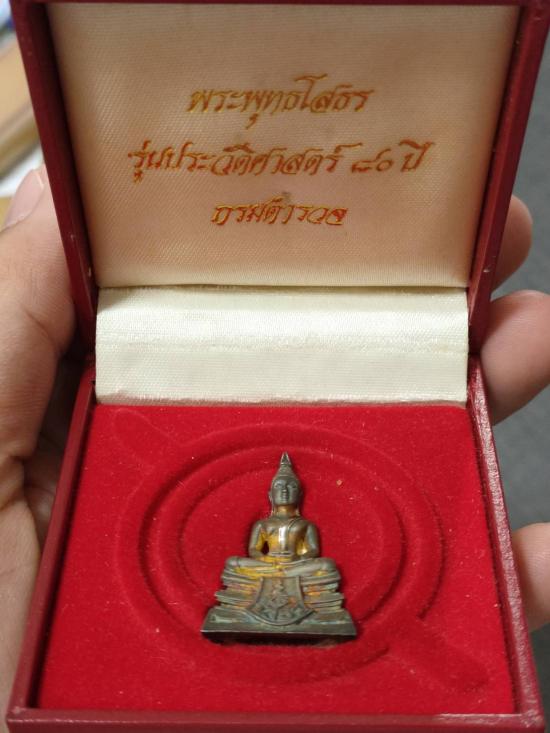 พระพุทธโสธร
รุ่นประวัติศาสตร์ ๘๐ ปี
กรมตำรวจ